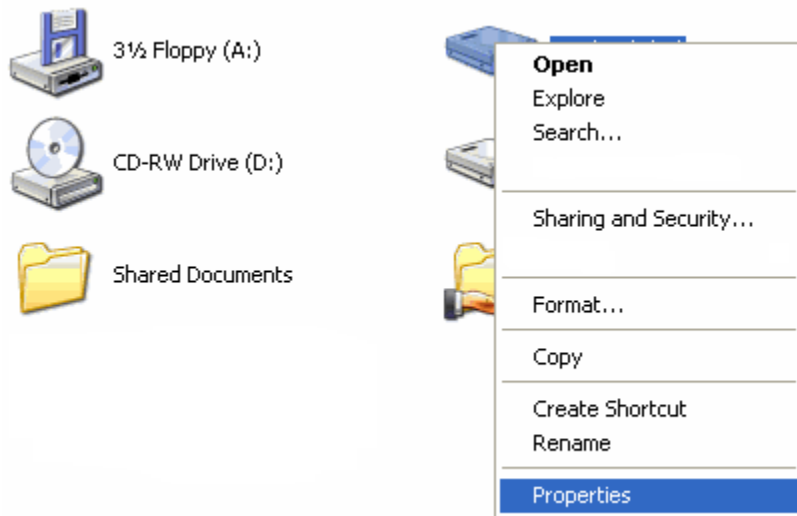 3½ Floppy (A:)
CD-RW Drive (D:)
Shared Documents
Open
Explore
Search...
Sharing and Security...
Format...
Copy
Create Shortcut
Rename
Properties